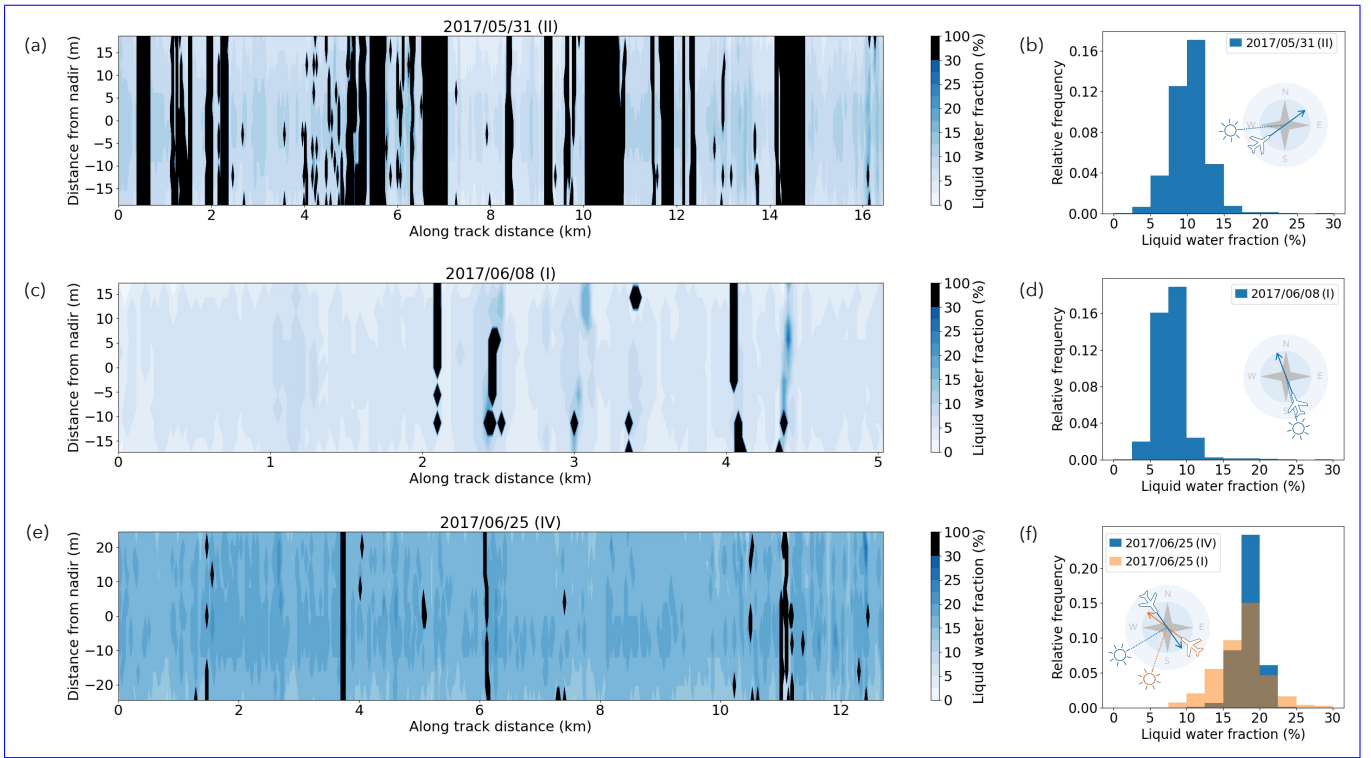 (a)
2017/05/31 (II)
Distance from nadir (m)
15
10
5
0
−5
−10
−15
0 2 4 6 8 10 12 14 16
Along track distance (km)
100
30
25
20
15
10
5
0
Liquid water fraction (%)
(b)
Relative frequency
0.16
0.12
0.08
0.04
0.00
2017/05/31 (II)
N
W E
S
0 5 10 15 20 25 30
Liquid water fraction (%)
(c)
2017/06/08 (I)
Distance from nadir (m)
15
10
5
0
−5
−10
−15
0 1 2 3 4 5
Along track distance (km)
100
30
25
20
15
10
5
0
Liquid water fraction (%)
(d)
Relative frequency
0.16
0.12
0.08
0.04
0.00
2017/06/08 (I)
N
W E
S
0 5 10 15 20 25 30
Liquid water fraction (%)
(e)
2017/06/25 (IV)
Distance from nadir (m)
20
10
0
−10
−20
0 2 4 6 8 10 12
Along track distance (km)
100
30
25
20
15
10
5
0
Liquid water fraction (%)
(f)
Relative frequency
0.20
0.15
0.10
0.05
0.00
2017/06/25 (IV)
2017/06/25 (I)
N
W E
S
0 5 10 15 20 25 30
Liquid water fraction (%)